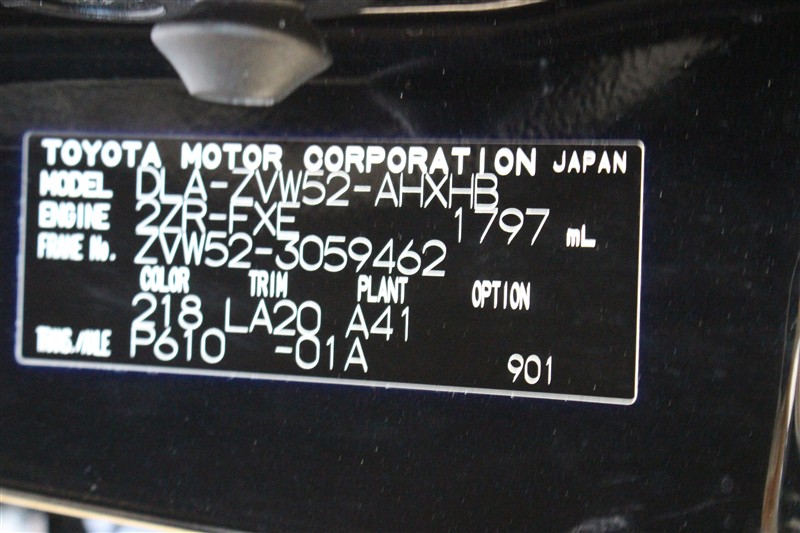 TOYOTA MOTOR CORPORATION JAPAN
MODEL DLA-ZVW52-AHXHB
ENGINE 2ZR-FXE 1797 mL
FRAME No. ZVW52-3059462
COLOR TRIM PLANT OPTION
218 LA20 A41
TRANS./AXLE P610 -01A 901